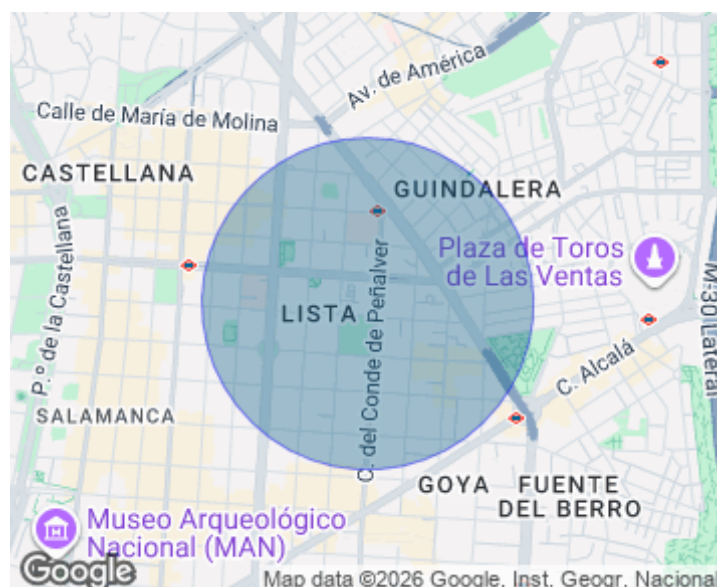 Av. de América
Calle de María de Molina
CASTELLANA
GUINDALERA
Plaza de Toros
de Las Ventas
P.º de la Castellana
C. del Conde de Peñalver
LISTA
M-30 Lateral
C. Alcalá
SALAMANCA
GOYA
FUENTE
DEL BERRO
Museo Arqueológico
Nacional (MAN)
Google
Map data ©2026 Google, Inst. Geogr. Nacional